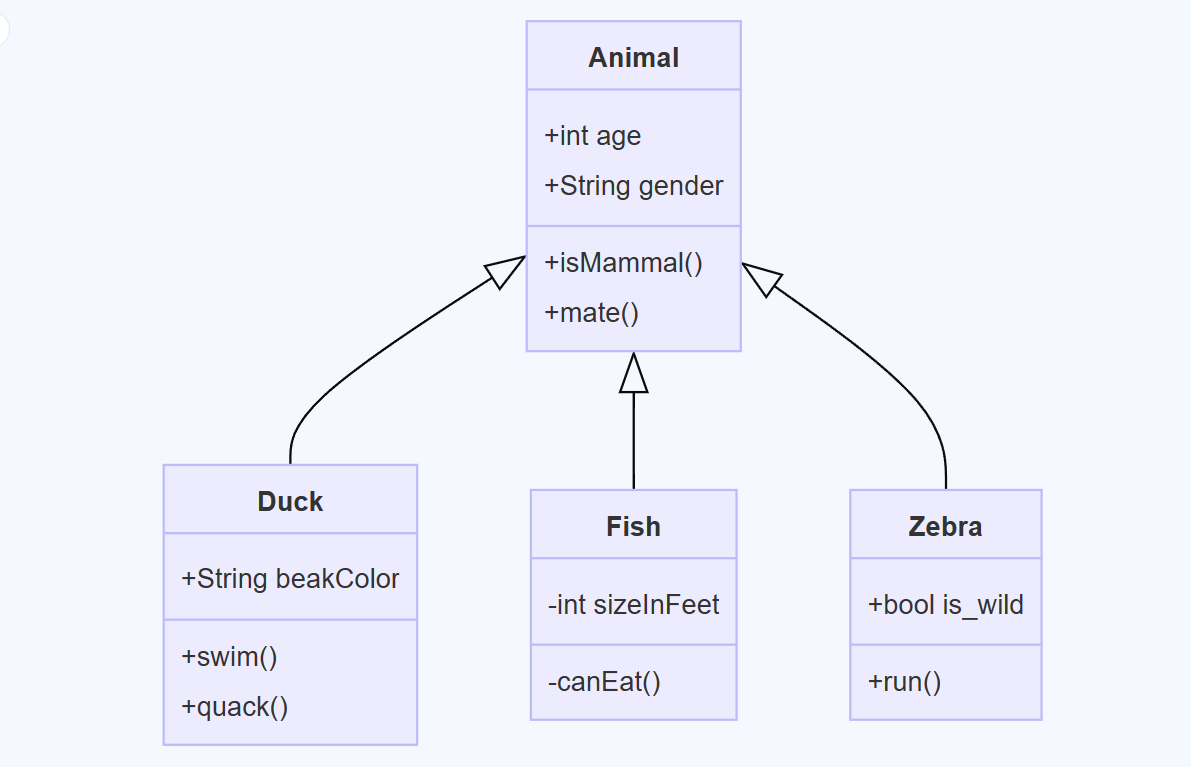 Animal
+int age
+String gender
+isMammal()
+mate()
Duck
+String beakColor
+swim()
+quack()
Fish
-int sizeInFeet
-canEat()
Zebra
+bool is_wild
+run()